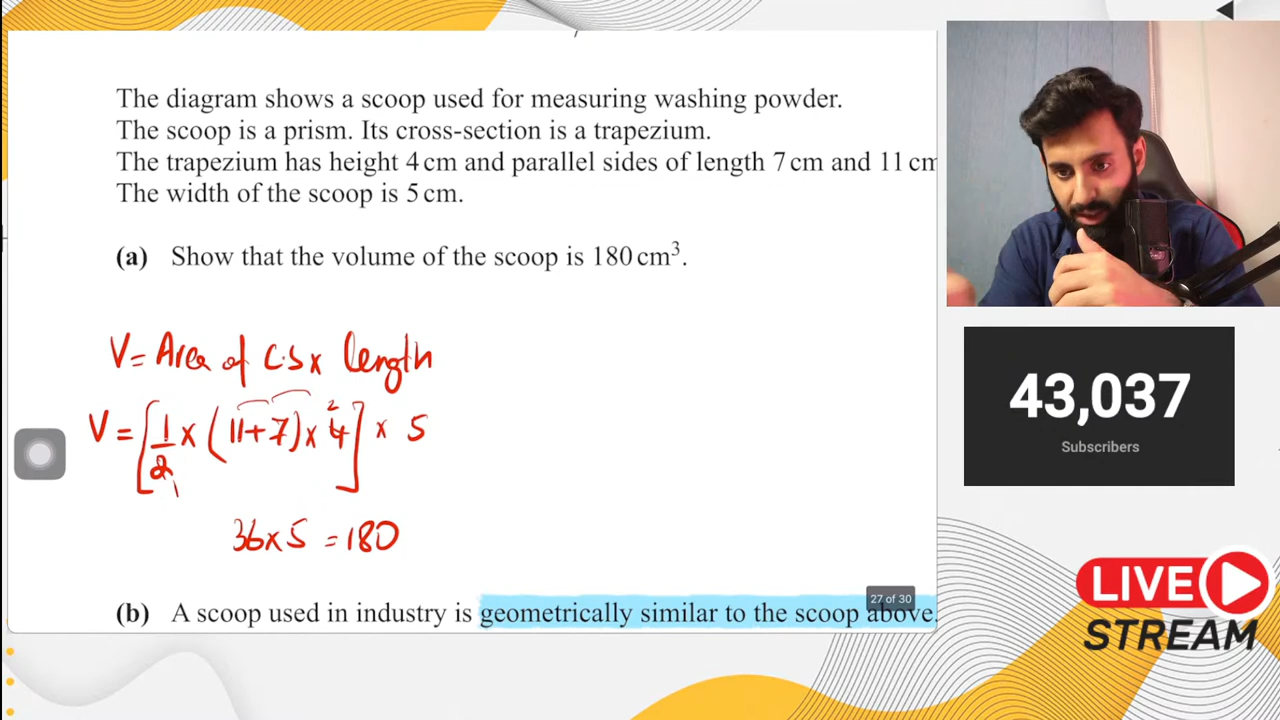 The diagram shows a scoop used for measuring washing powder.
The scoop is a prism. Its cross-section is a trapezium.
The trapezium has height 4 cm and parallel sides of length 7 cm and 11 cm
The width of the scoop is 5 cm.
(a) Show that the volume of the scoop is 180 cm³.
V = Area of C.S x length
V = [1/2 x (11+7) x 4] x 5
2
1
36 x 5 = 180
27 of 30
(b) A scoop used in industry is geometrically similar to the scoop above.
43,037
Subscribers
LIVE
STREAM